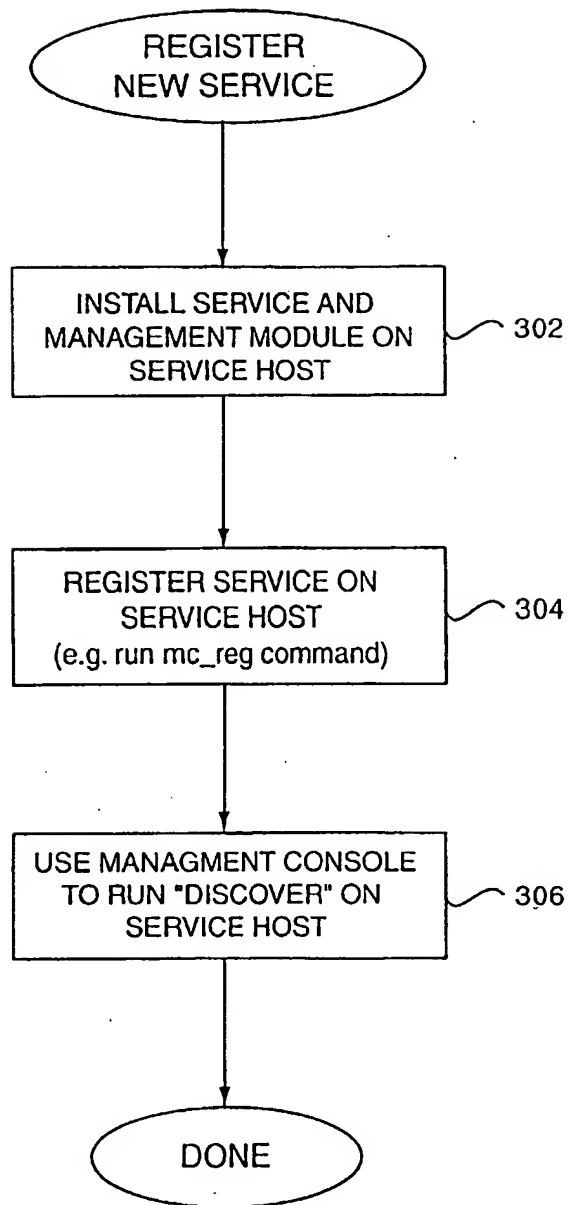 REGISTER
NEW SERVICE
INSTALL SERVICE AND
MANAGEMENT MODULE ON
SERVICE HOST
302
REGISTER SERVICE ON
SERVICE HOST
(e.g. run mc_reg command)
304
USE MANAGMENT CONSOLE
TO RUN "DISCOVER" ON
SERVICE HOST
306
DONE